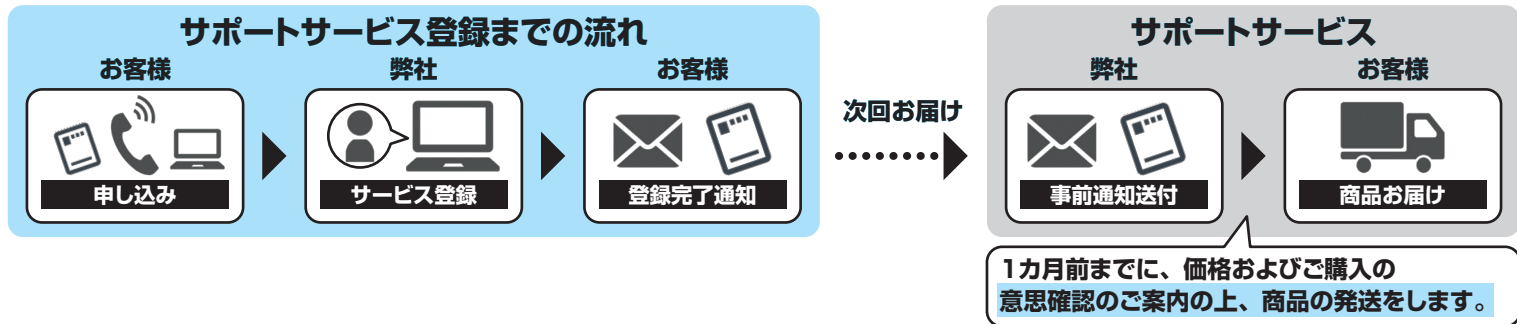 サポートサービス登録までの流れ
お客様
申し込み
弊社
サービス登録
お客様
登録完了通知
次回お届け
サポートサービス
弊社
事前通知送付
お客様
商品お届け
1カ月前までに、価格およびご購入の
意思確認のご案内の上、商品の発送をします。